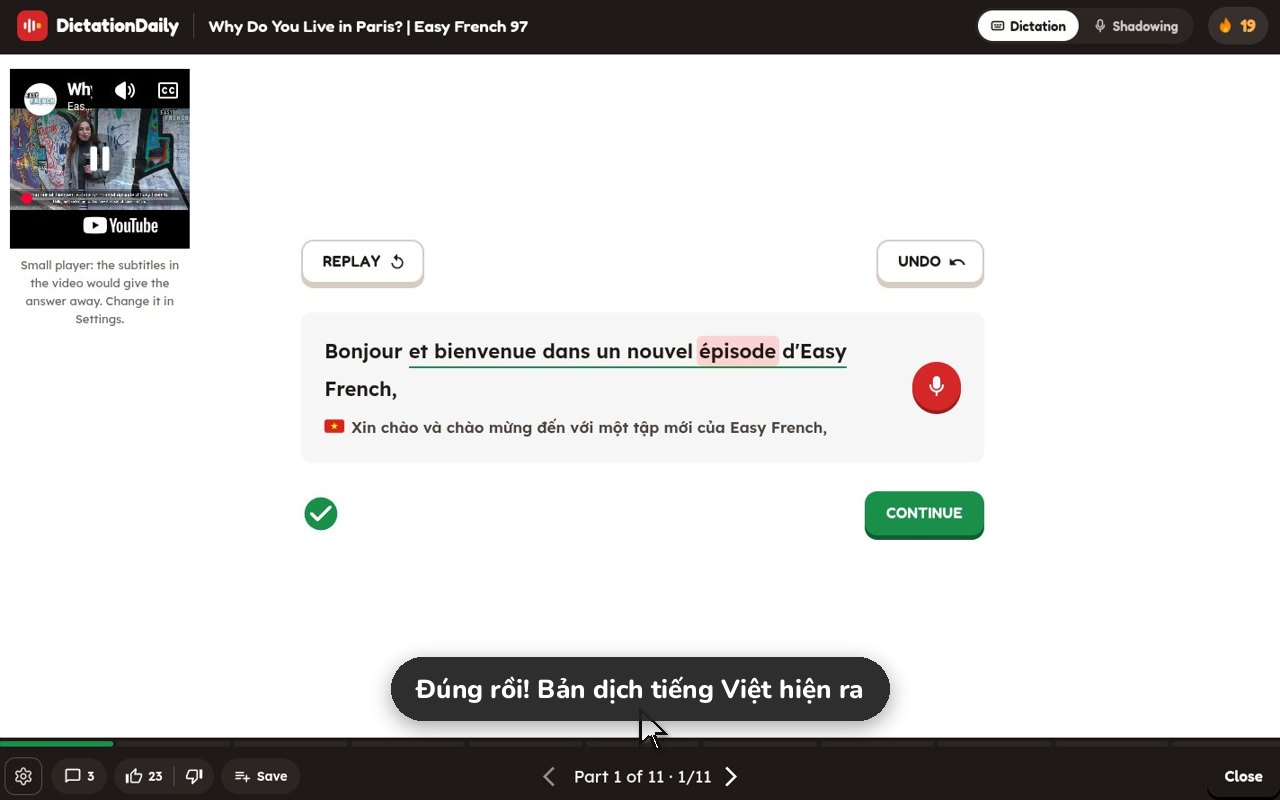 DictationDaily
Why Do You Live in Paris? | Easy French 97
Dictation
Shadowing
19
Why
Eas...
CC
YouTube
Small player: the subtitles in
the video would give the
answer away. Change it in
Settings.
REPLAY
UNDO
Bonjour et bienvenue dans un nouvel épisode d'Easy
French,
Xin chào và chào mừng đến với một tập mới của Easy French,
CONTINUE
Đúng rồi! Bản dịch tiếng Việt hiện ra
3
23
Save
Part 1 of 11 · 1/11
Close